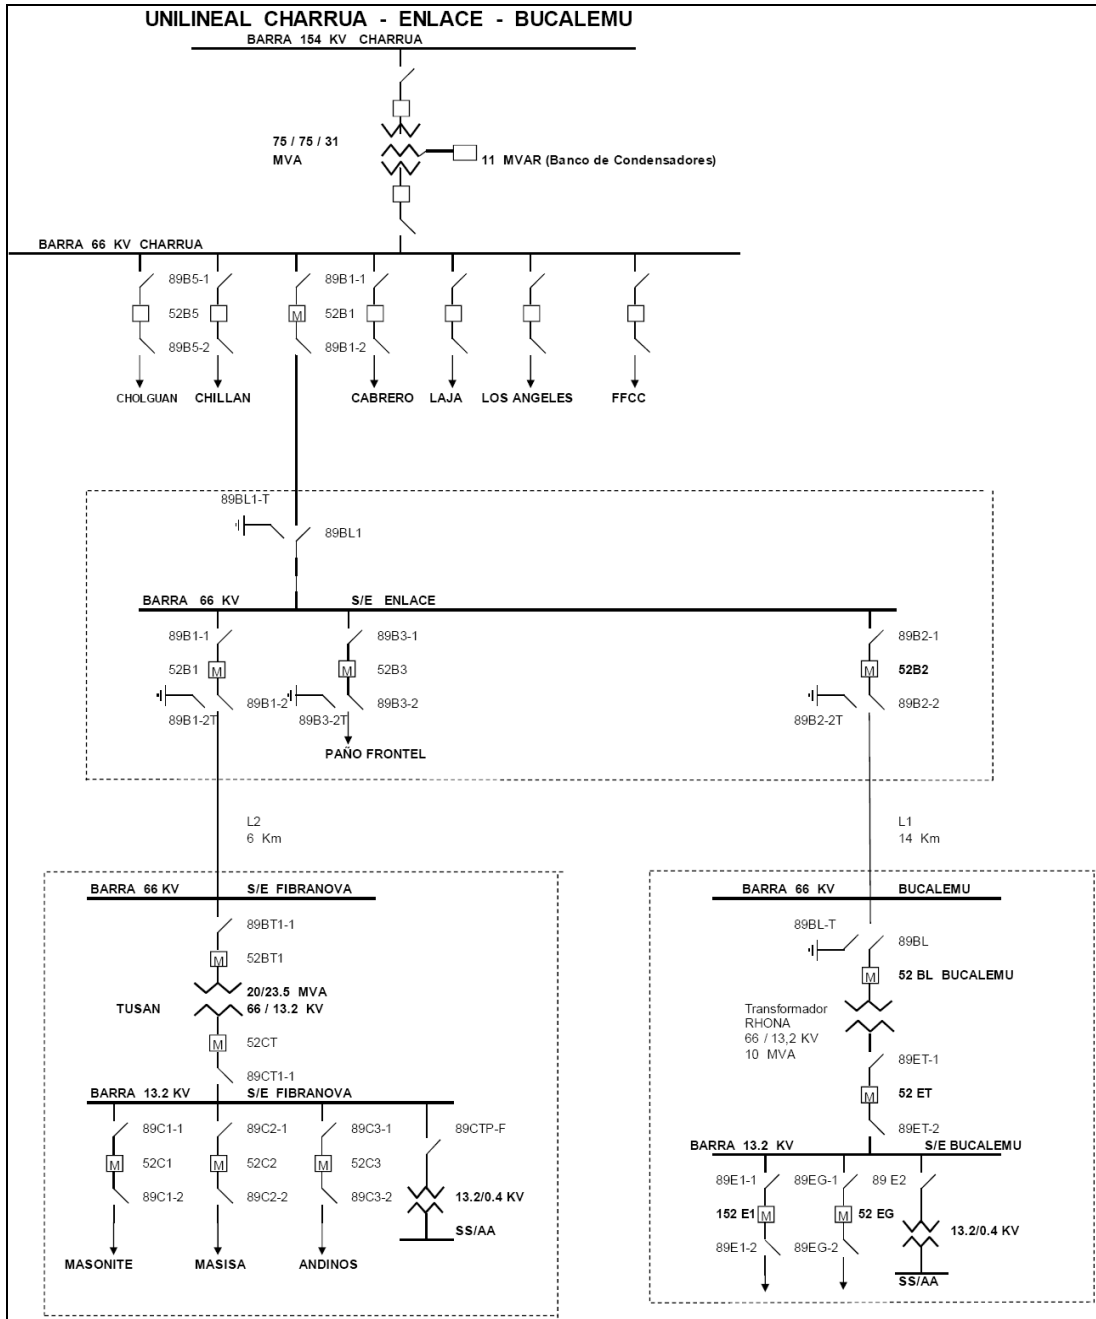 UNILINEAL CHARRUA - ENLACE - BUCALEMU
BARRA 154 KV CHARRUA
75 / 75 / 31
MVA
11 MVAR (Banco de Condensadores)
BARRA 66 KV CHARRUA
89B5-1
89B1-1
52B5
M
52B1
89B5-2
89B1-2
CHOLGUAN
CHILLAN
CABRERO
LAJA
LOS ANGELES
FFCC
89BL1-T
89BL1
BARRA 66 KV
S/E ENLACE
89B1-1
89B3-1
89B2-1
52B1
M
M
52B3
M
52B2
89B1-2
89B3-2
89B2-2
89B1-2T
89B3-2T
89B2-2T
PAÑO FRONTEL
L2
6 Km
L1
14 Km
BARRA 66 KV
S/E FIBRANOVA
89BT1-1
M
52BT1
20/23.5 MVA
TUSAN
66 / 13.2 KV
M
52CT
89CT1-1
BARRA 13.2 KV
S/E FIBRANOVA
89C1-1
89C2-1
89C3-1
89CTP-F
M
52C1
M
52C2
M
52C3
89C1-2
89C2-2
89C3-2
13.2/0.4 KV
SS/AA
MASONITE
MASISA
ANDINOS
BARRA 66 KV
BUCALEMU
89BL-T
89BL
M
52 BL BUCALEMU
Transformador
RHONA
66 / 13,2 KV
10 MVA
89ET-1
M
52 ET
89ET-2
BARRA 13.2 KV
S/E BUCALEMU
89E1-1
89EG-1
89 E2
152 E1
M
M
52 EG
13.2/0.4 KV
89E1-2
89EG-2
SS/AA